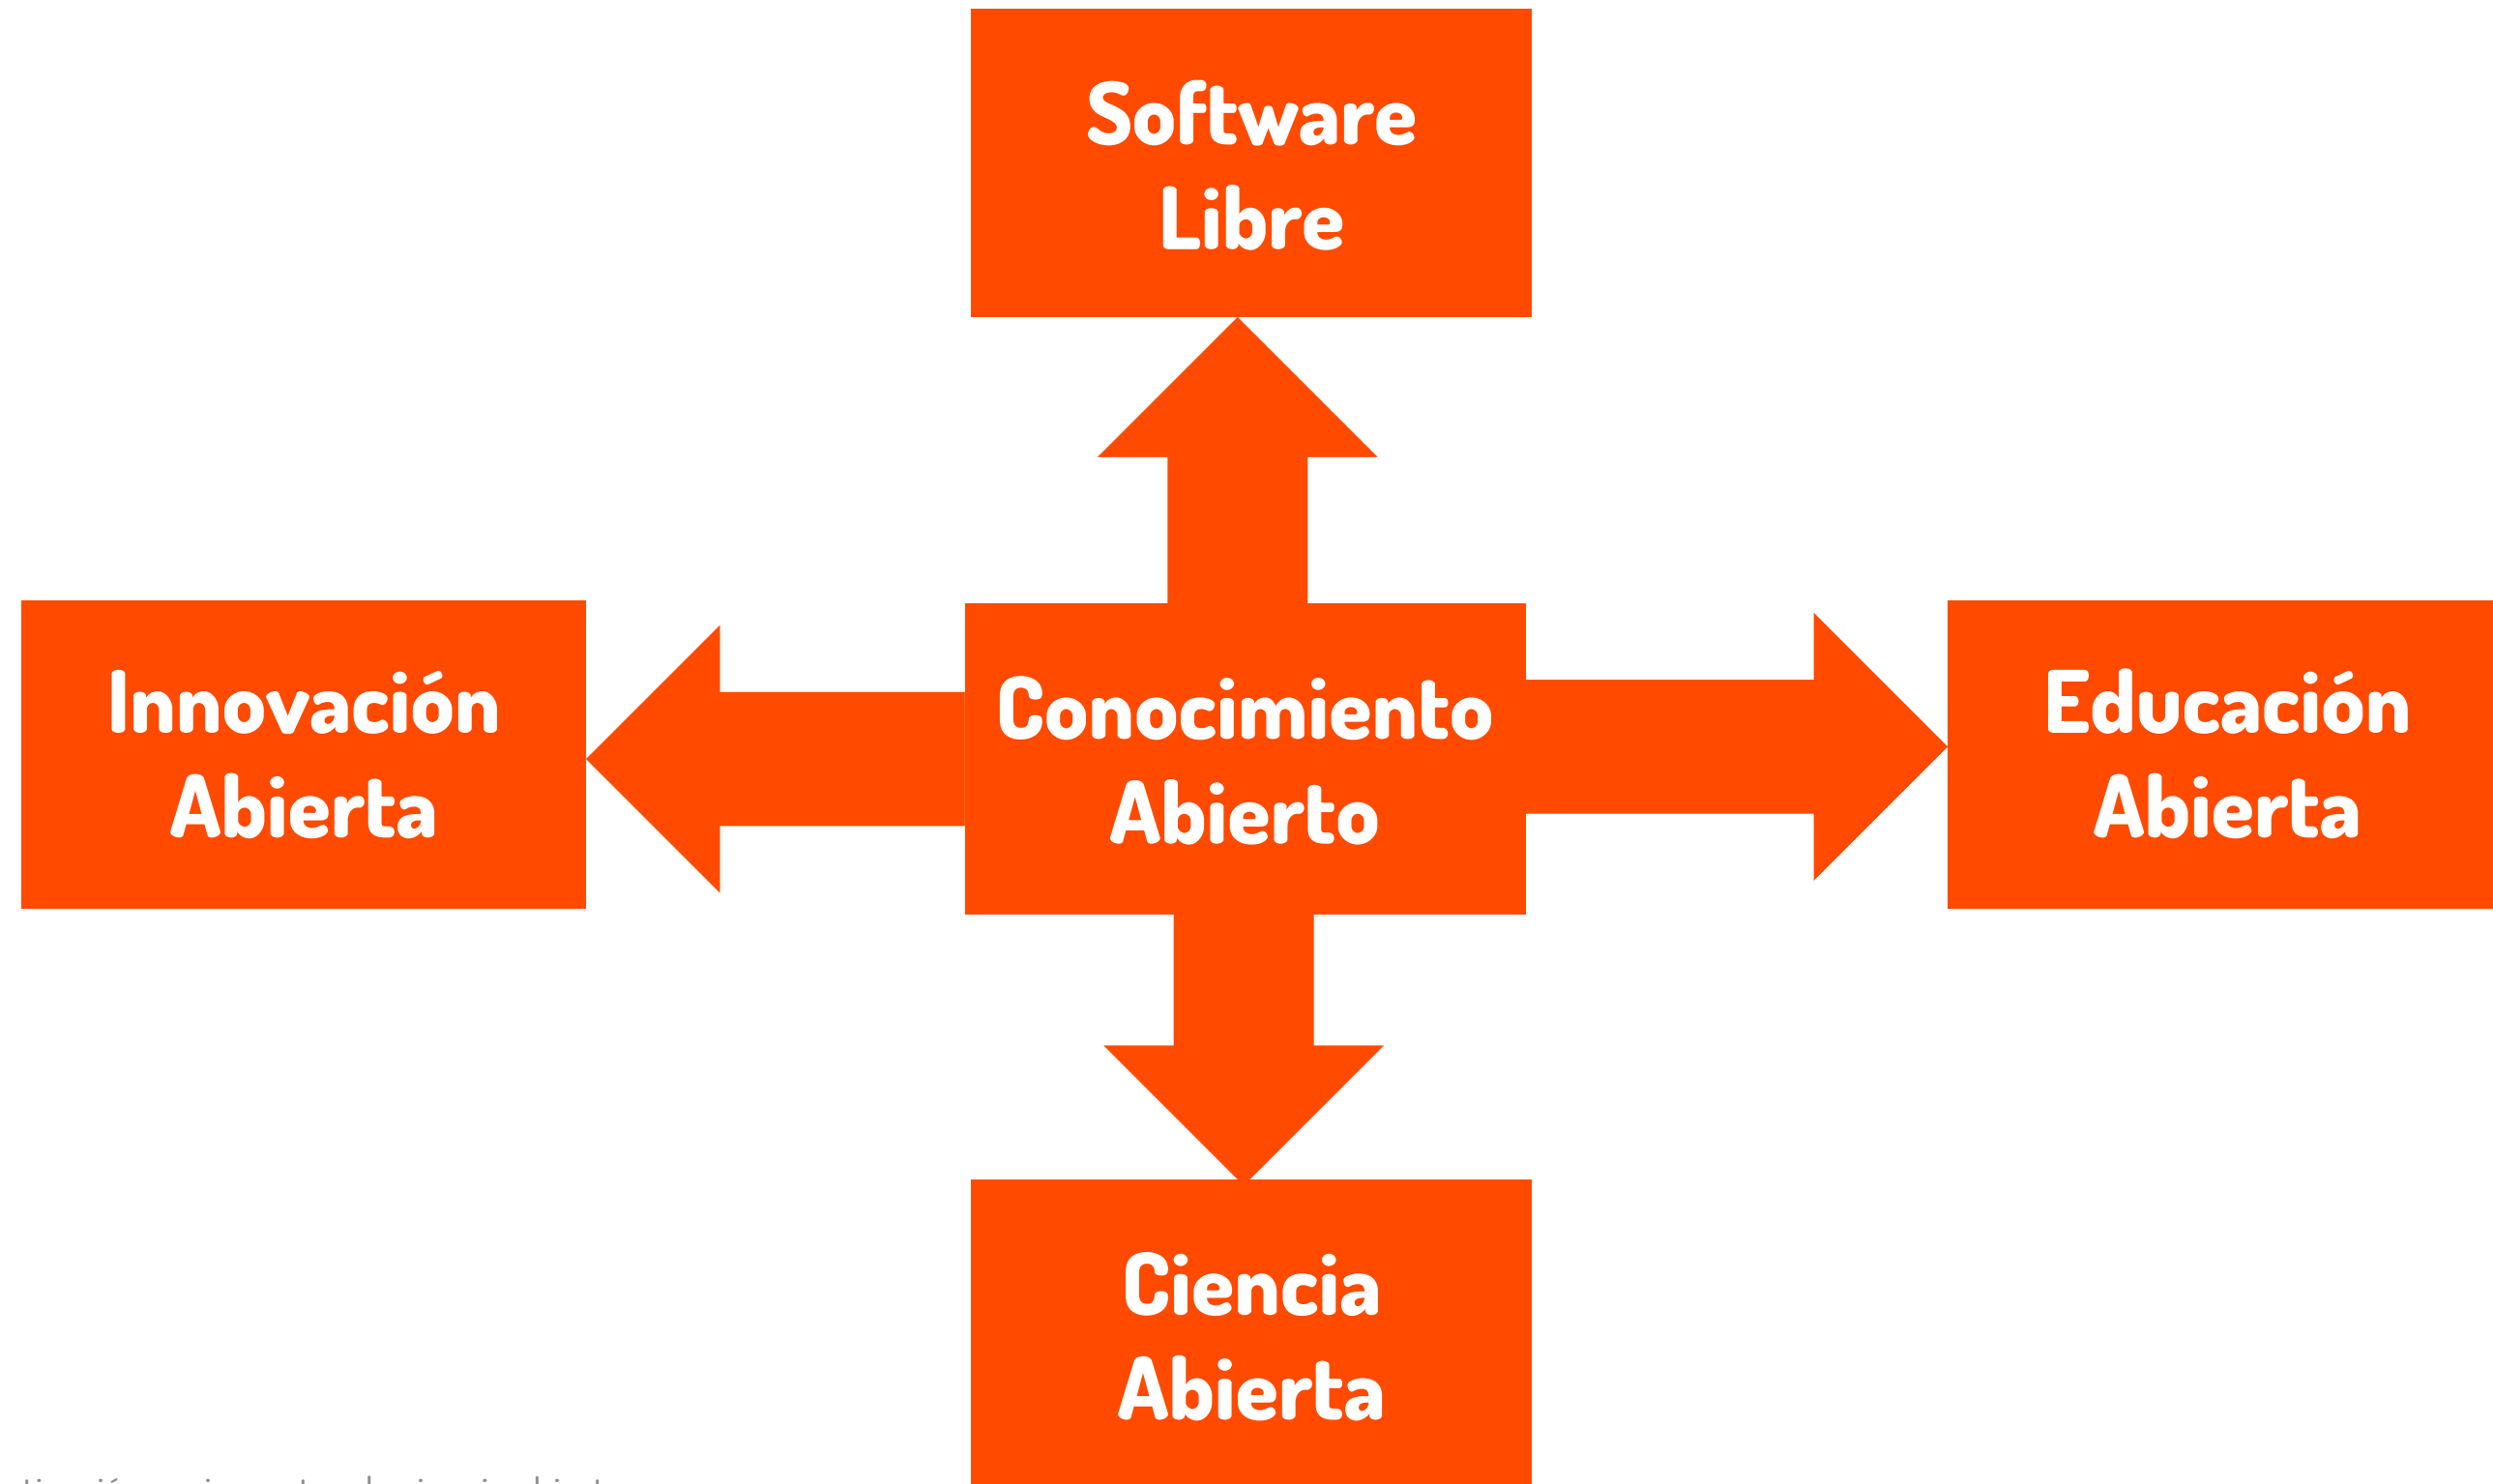 Software
Libre
Innovación
Abierta
Conocimiento
Abierto
Educación
Abierta
Ciencia
Abierta